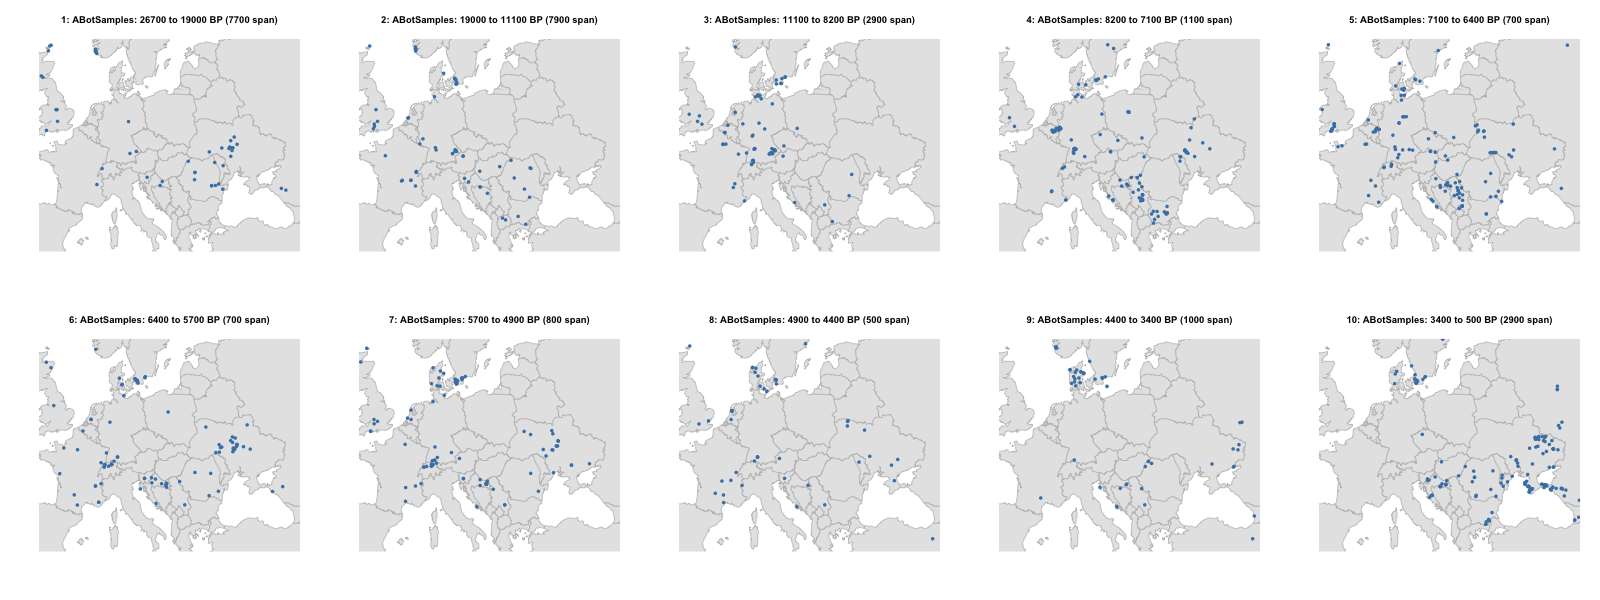 1: ABotSamples: 26700 to 19000 BP (7700 span)
2: ABotSamples: 19000 to 11100 BP (7900 span)
3: ABotSamples: 11100 to 8200 BP (2900 span)
4: ABotSamples: 8200 to 7100 BP (1100 span)
5: ABotSamples: 7100 to 6400 BP (700 span)
6: ABotSamples: 6400 to 5700 BP (700 span)
7: ABotSamples: 5700 to 4900 BP (800 span)
8: ABotSamples: 4900 to 4400 BP (500 span)
9: ABotSamples: 4400 to 3400 BP (1000 span)
10: ABotSamples: 3400 to 500 BP (2900 span)